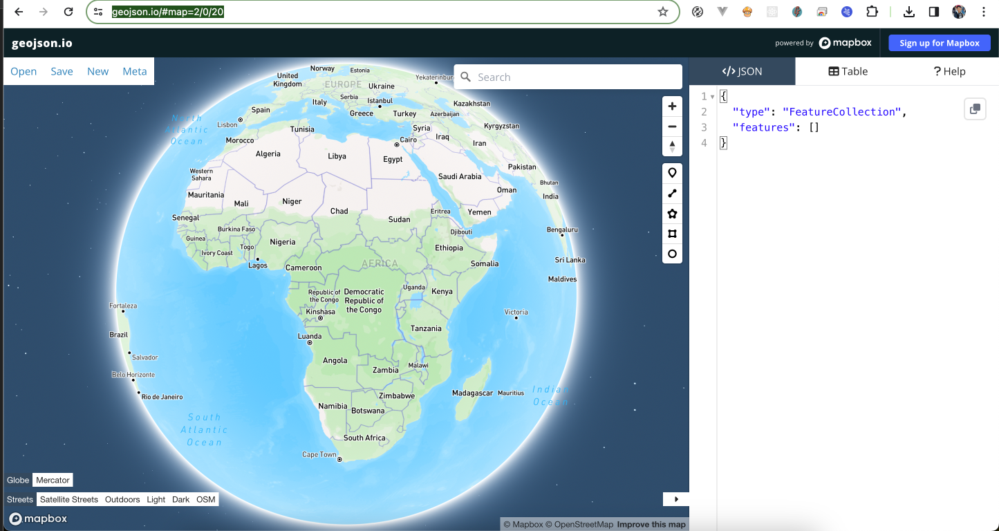 geojson.io/#map=2/0/20
geojson.io
powered by mapbox
Sign up for Mapbox
Open Save New Meta
Search
</> JSON
Table
? Help
1 {
2 "type": "FeatureCollection",
3 "features": []
4 }
Norway
Estonia
United
Kingdom
Yekaterinbur
EUROPE
Ukraine
Serbia
Istanbul
Italy
Kazakhstan
Spain
Greece
Turkey
Azerbaijan
North
Atlantic
Ocean
Lisbon
Tunisia
Syria
Kyrgyzstan
Morocco
Cairo
Iraq
Iran
Algeria
Libya
Egypt
Pakistan
Western
Sahara
Saudi Arabia
Bhutan
Oman
Mauritania
India
Mali
Niger
Chad
Eritrea
Yemen
Senegal
Sudan
Burkina Faso
Djibouti
Bengaluru
Guinea
Togo
Nigeria
Ethiopia
Ivory Coast
Lagos
Cameroon
AFRICA
Somalia
Sri Lanka
Maldives
Republic of
the Congo
Democratic
Republic of
the Congo
Uganda
Kenya
Fortaleza
Kinshasa
Victoria
Brazil
Luanda
Tanzania
Salvador
Angola
Malawi
Belo Horizonte
Zambia
Rio de Janeiro
Zimbabwe
Madagascar
Mauritius
Indian
Ocean
Namibia
Botswana
South
Atlantic
Ocean
South Africa
Cape Town
Globe Mercator
Streets Satellite Streets Outdoors Light Dark OSM
mapbox
© Mapbox © OpenStreetMap Improve this map